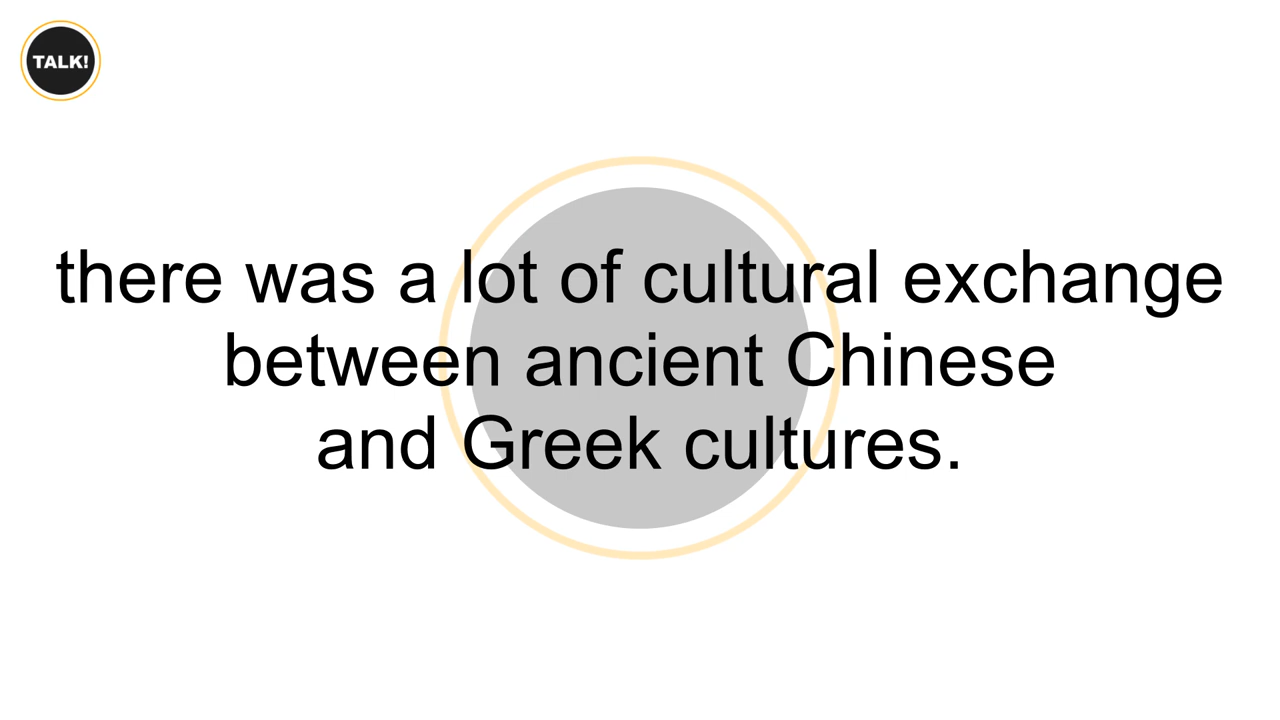 TALK!
there was a lot of cultural exchange
between ancient Chinese
and Greek cultures.